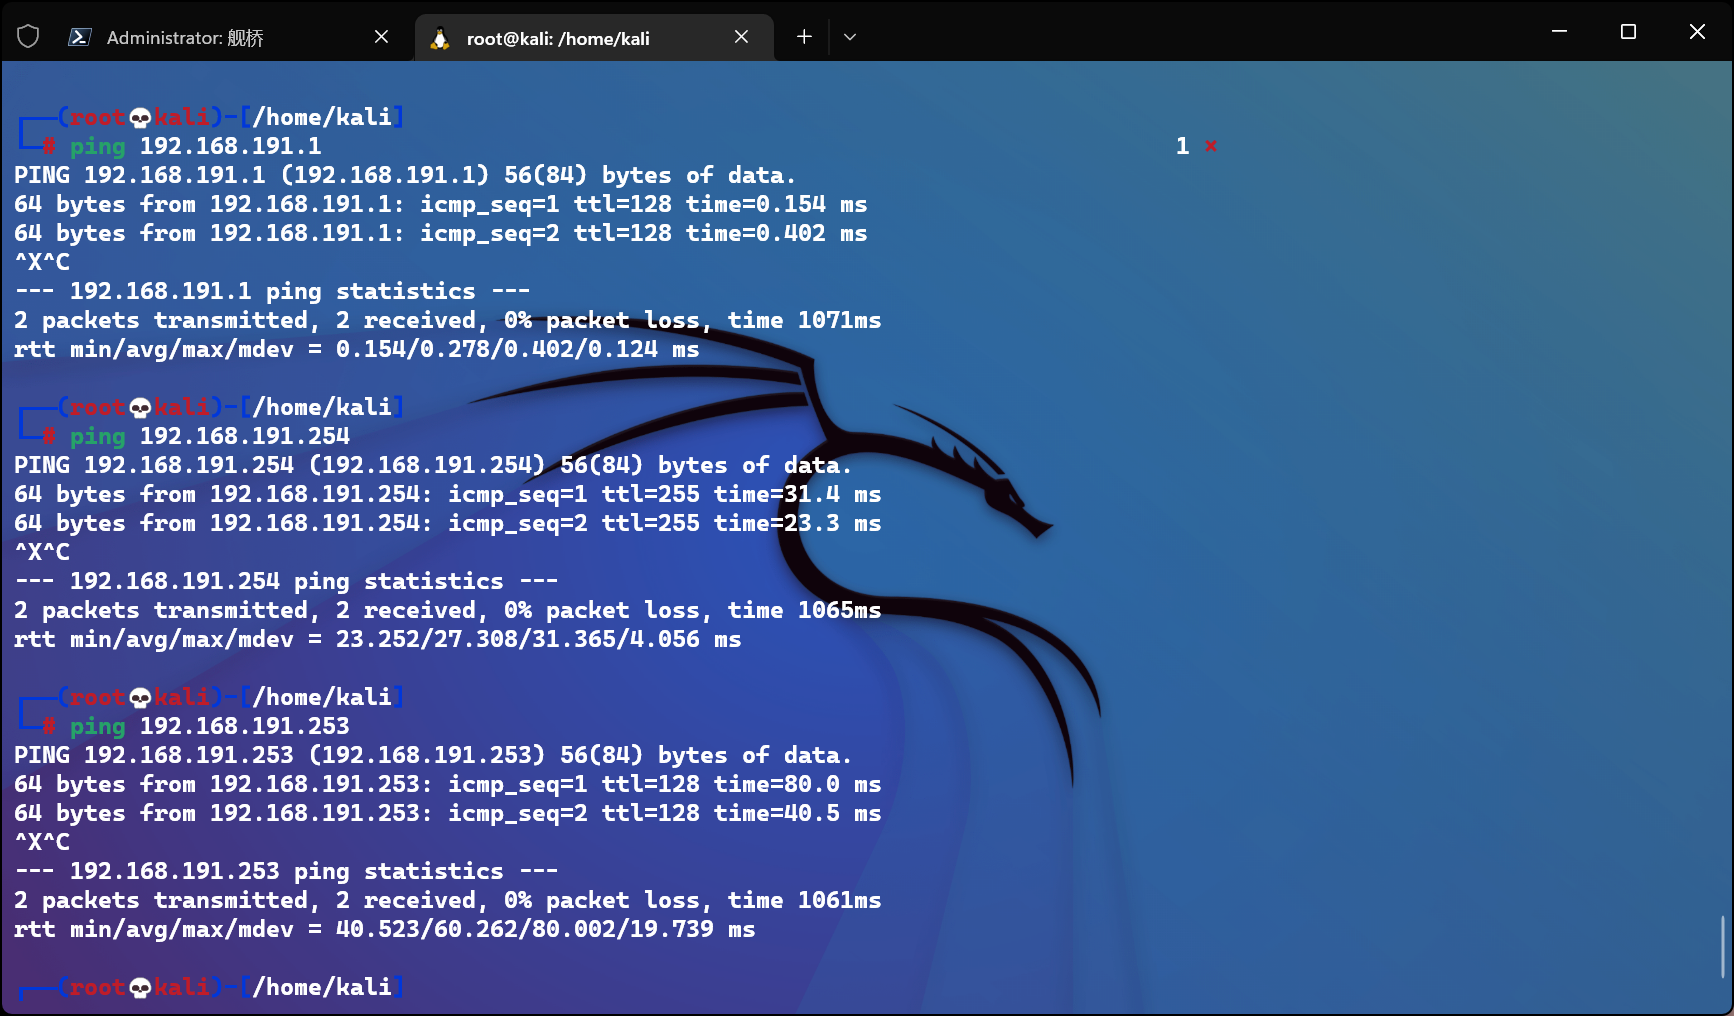 Administrator: 舰桥
root@kali: /home/kali
┌──(root💀kali)-[/home/kali]
└─# ping 192.168.191.1 1 ⨯
PING 192.168.191.1 (192.168.191.1) 56(84) bytes of data.
64 bytes from 192.168.191.1: icmp_seq=1 ttl=128 time=0.154 ms
64 bytes from 192.168.191.1: icmp_seq=2 ttl=128 time=0.402 ms
^X^C
--- 192.168.191.1 ping statistics ---
2 packets transmitted, 2 received, 0% packet loss, time 1071ms
rtt min/avg/max/mdev = 0.154/0.278/0.402/0.124 ms
┌──(root💀kali)-[/home/kali]
└─# ping 192.168.191.254
PING 192.168.191.254 (192.168.191.254) 56(84) bytes of data.
64 bytes from 192.168.191.254: icmp_seq=1 ttl=255 time=31.4 ms
64 bytes from 192.168.191.254: icmp_seq=2 ttl=255 time=23.3 ms
^X^C
--- 192.168.191.254 ping statistics ---
2 packets transmitted, 2 received, 0% packet loss, time 1065ms
rtt min/avg/max/mdev = 23.252/27.308/31.365/4.056 ms
┌──(root💀kali)-[/home/kali]
└─# ping 192.168.191.253
PING 192.168.191.253 (192.168.191.253) 56(84) bytes of data.
64 bytes from 192.168.191.253: icmp_seq=1 ttl=128 time=80.0 ms
64 bytes from 192.168.191.253: icmp_seq=2 ttl=128 time=40.5 ms
^X^C
--- 192.168.191.253 ping statistics ---
2 packets transmitted, 2 received, 0% packet loss, time 1061ms
rtt min/avg/max/mdev = 40.523/60.262/80.002/19.739 ms
┌──(root💀kali)-[/home/kali]